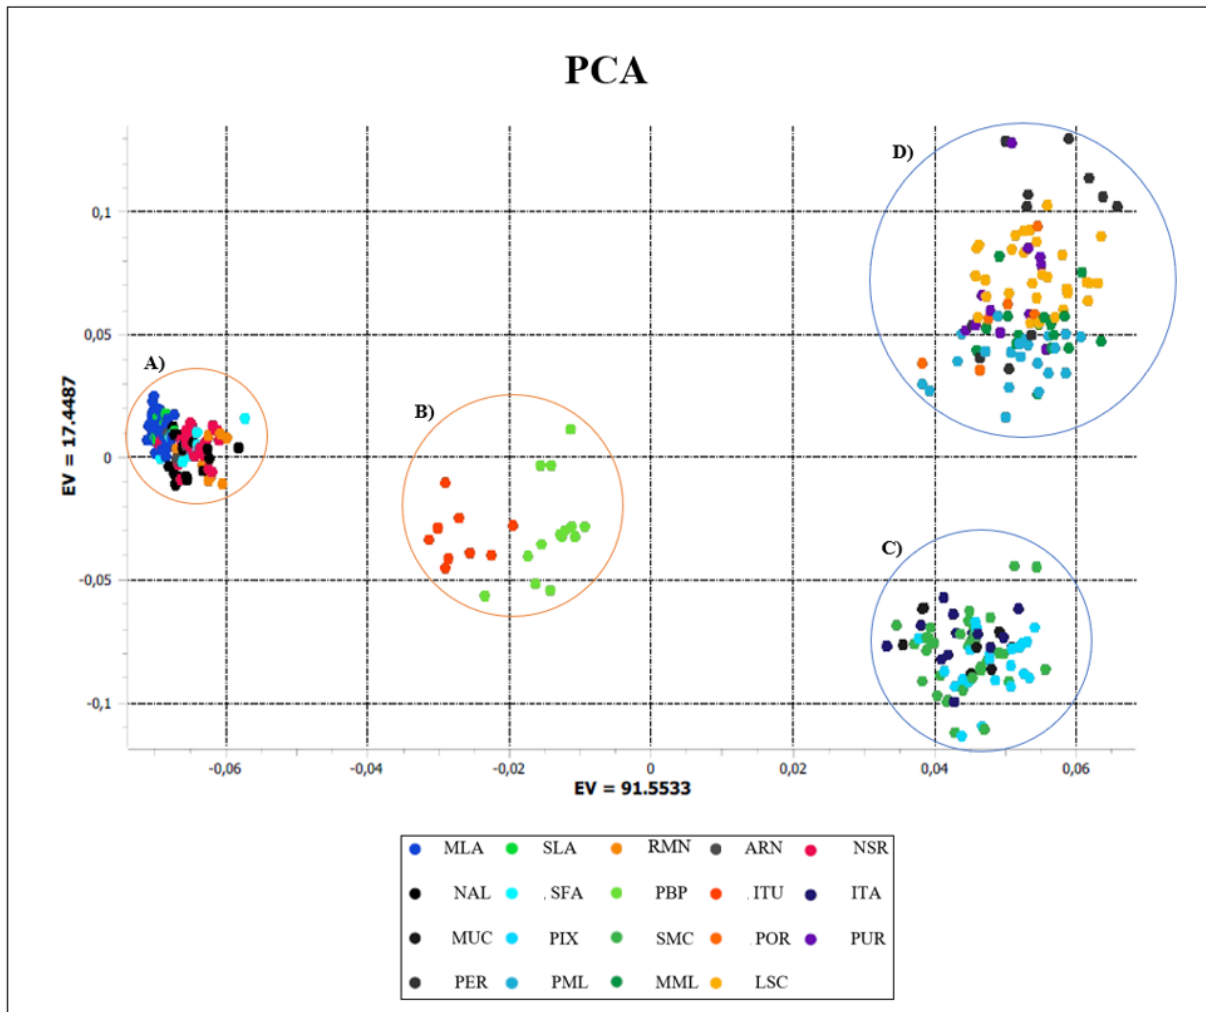 PCA
D)
0,1
0,05
A)
B)
EV = 17.4487
0
C)
-0,05
-0,1
-0,06 -0,04 -0,02 0 0,02 0,04 0,06
EV = 91.5533
MLA SLA RMN ARN NSR
NAL SFA PBP ITU ITA
MUC PIX SMC POR PUR
PER PML MML LSC